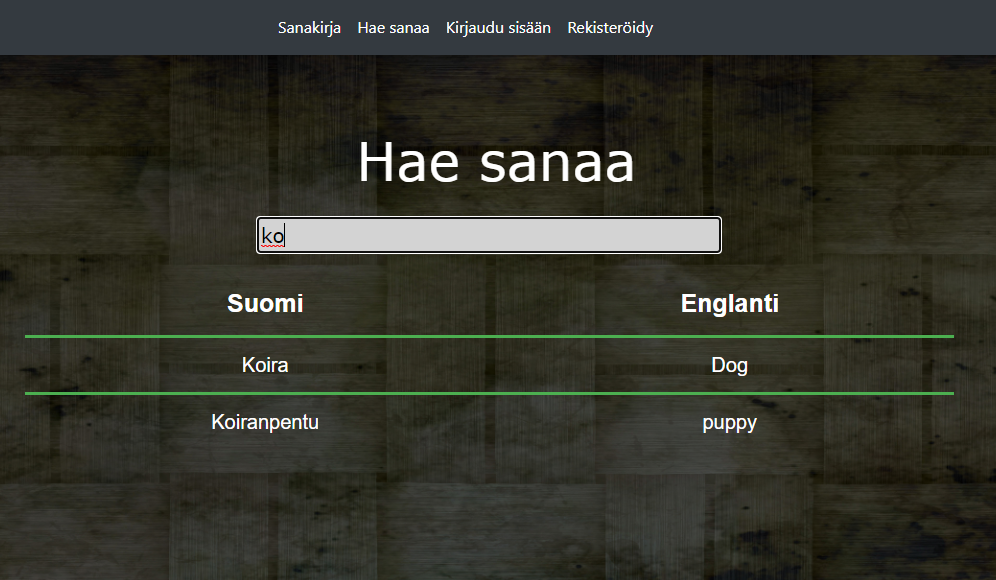 Sanakirja Hae sanaa Kirjaudu sisään Rekisteröidy
Hae sanaa
ko
Suomi Englanti
Koira Dog
Koiranpentu puppy